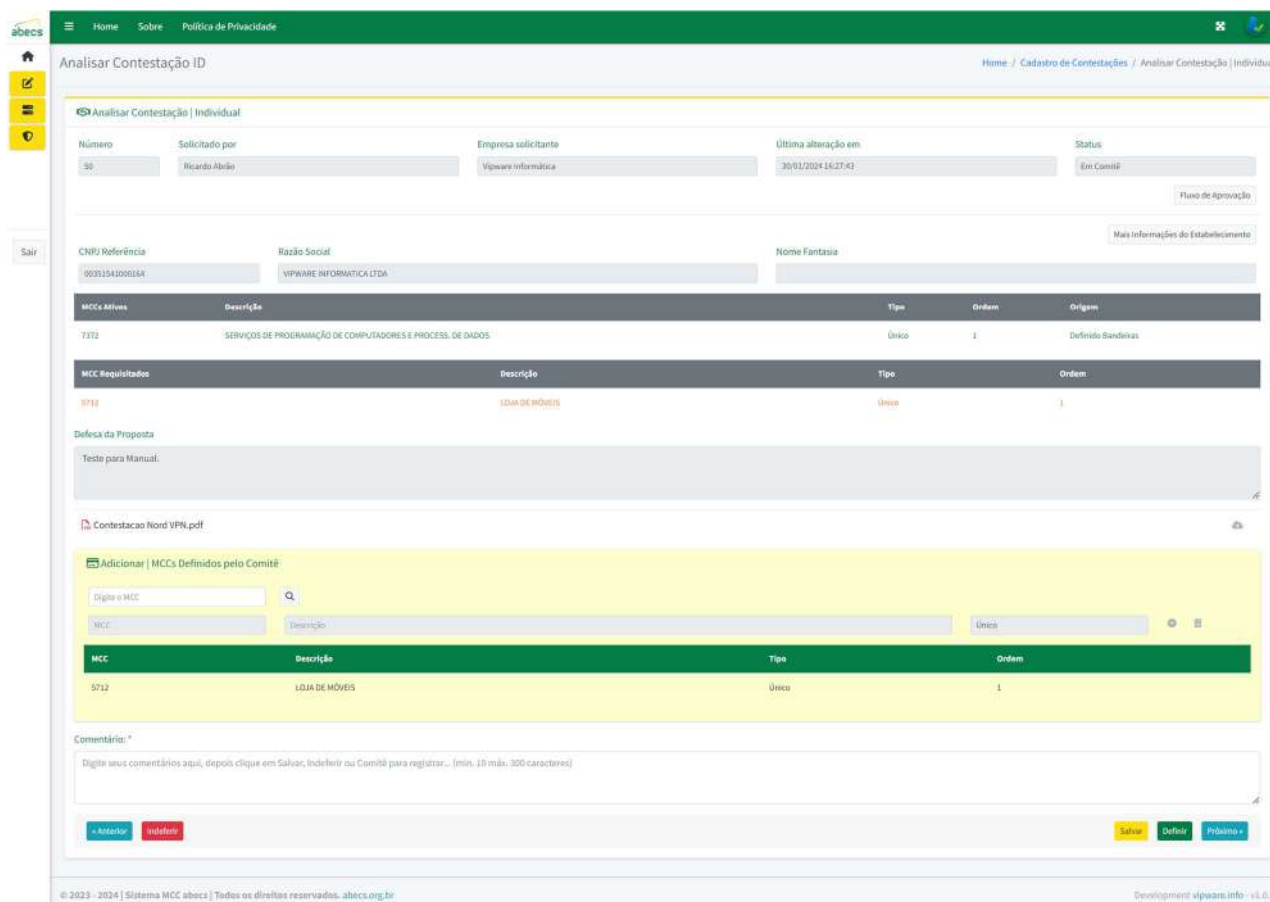 abecs
Home Sobre Política de Privacidade
Analisar Contestação ID
Home / Cadastro de Contestações / Analisar Contestação | Individua
Analisar Contestação | Individual
Número Solicitado por Empresa solicitante Última alteração em Status
50 Ricardo Abrão Vipware Informática 30/01/2024 16:27:43 Em Comitê
Fluxo de Aprovação
Mais Informações do Estabelecimento
Sair
CNPJ Referência Razão Social Nome Fantasia
00351541000164 VIPWARE INFORMATICA LTDA
MCCs Ativos Descrição Tipo Ordem Origem
7372 SERVIÇOS DE PROGRAMAÇÃO DE COMPUTADORES E PROCESS. DE DADOS Único 1 Definido Bandeiras
MCC Requisitados Descrição Tipo Ordem
5712 LOJA DE MÓVEIS Único 1
Defesa da Proposta
Teste para Manual.
Contestacao Nord VPN.pdf
Adicionar | MCCs Definidos pelo Comitê
Digite o MCC
MCC Descrição Único
MCC Descrição Tipo Ordem
5712 LOJA DE MÓVEIS Único 1
Comentário: *
Digite seus comentários aqui, depois clique em Salvar, Indeferir ou Comitê para registrar... (min. 10 máx. 300 caracteres)
« Anterior Indeferir Salvar Definir Próximo »
© 2023 - 2024 | Sistema MCC abecs | Todos os direitos reservados. abecs.org.br
Development vipware.info - v1.0.